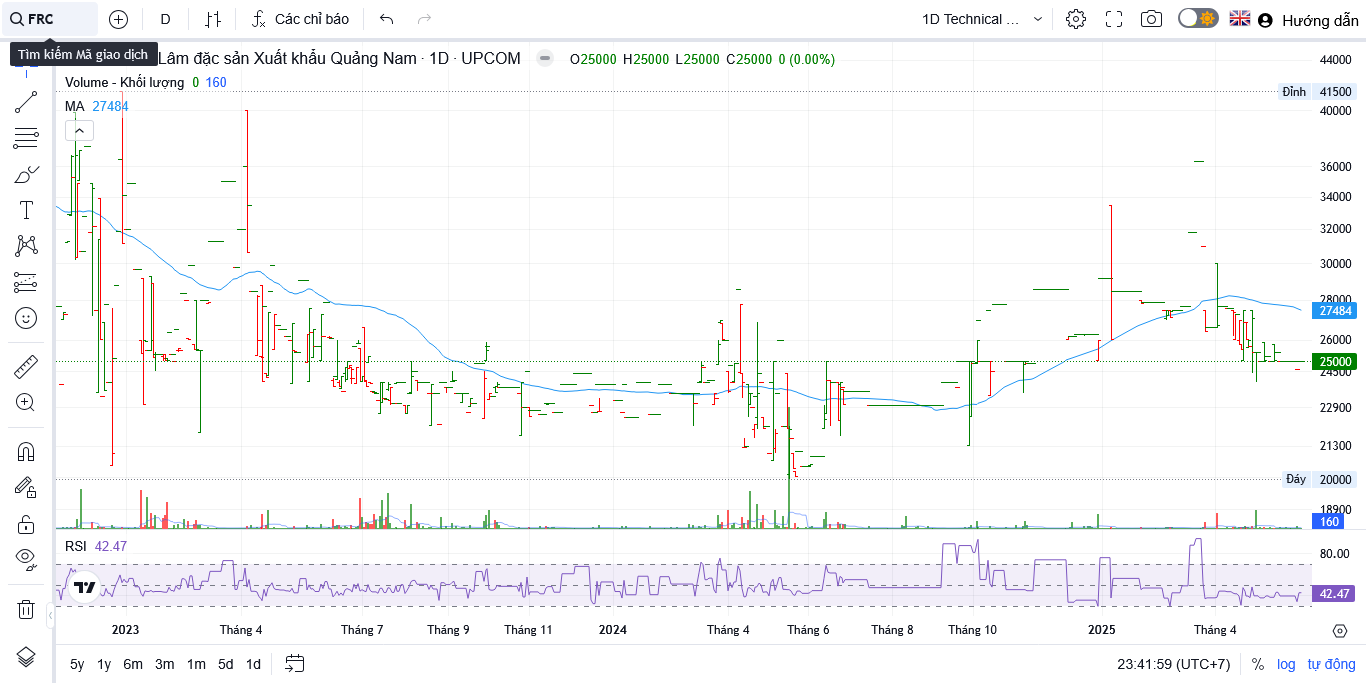 FRC
D
Các chỉ báo
1D Technical ...
Hướng dẫn
Tìm kiếm Mã giao dịch
Lâm đặc sản Xuất khẩu Quảng Nam · 1D · UPCOM
O25000 H25000 L25000 C25000 0 (0.00%)
Volume - Khối lượng 0 160
MA 27484
44000
Đỉnh 41500
40000
36000
34000
32000
30000
28000
27484
26000
25000
24500
22900
21300
Đáy 20000
18900
160
RSI 42.47
80.00
42.47
2023 Tháng 4 Tháng 7 Tháng 9 Tháng 11 2024 Tháng 4 Tháng 6 Tháng 8 Tháng 10 2025 Tháng 4
5y 1y 6m 3m 1m 5d 1d
23:41:59 (UTC+7) % log tự động